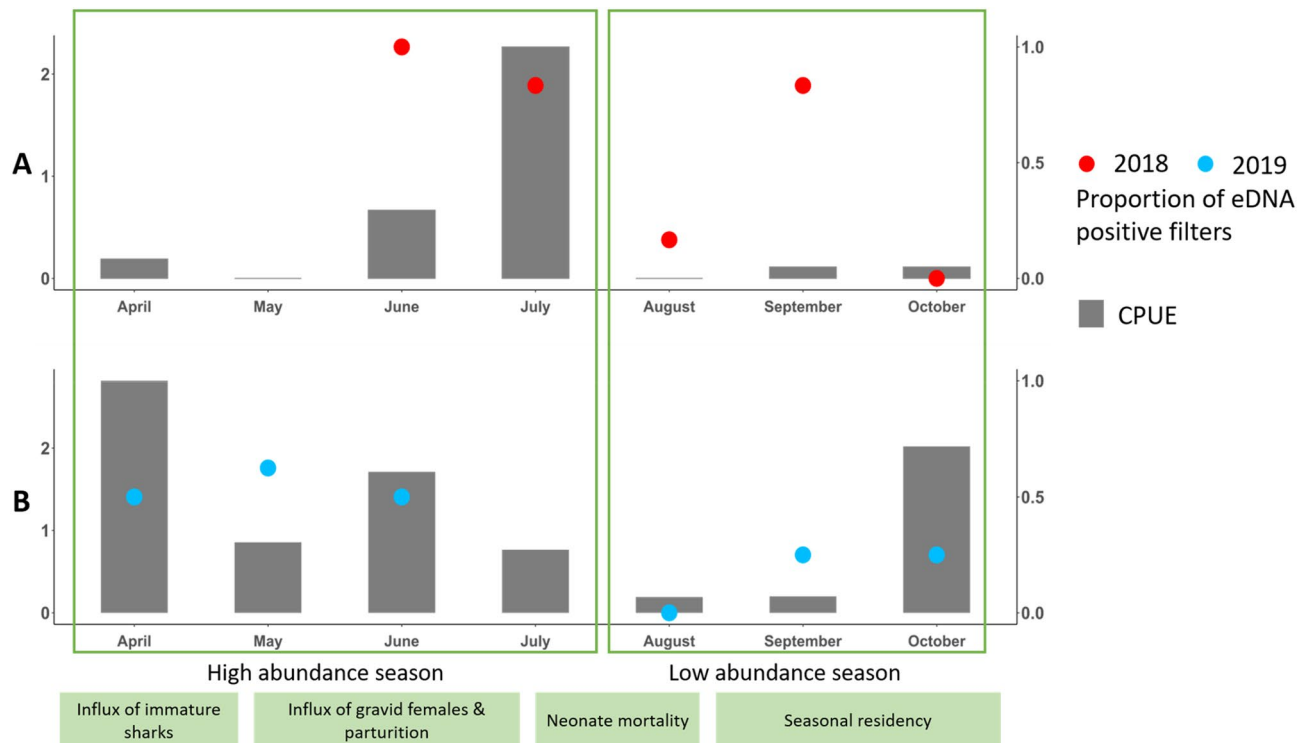 A
2
1
0
1.0
0.5
0.0
April May June July August September October
2018 2019
Proportion of eDNA
positive filters
CPUE
B
2
1
0
1.0
0.5
0.0
April May June July August September October
High abundance season Low abundance season
Influx of immature
sharks
Influx of gravid females &
parturition
Neonate mortality
Seasonal residency